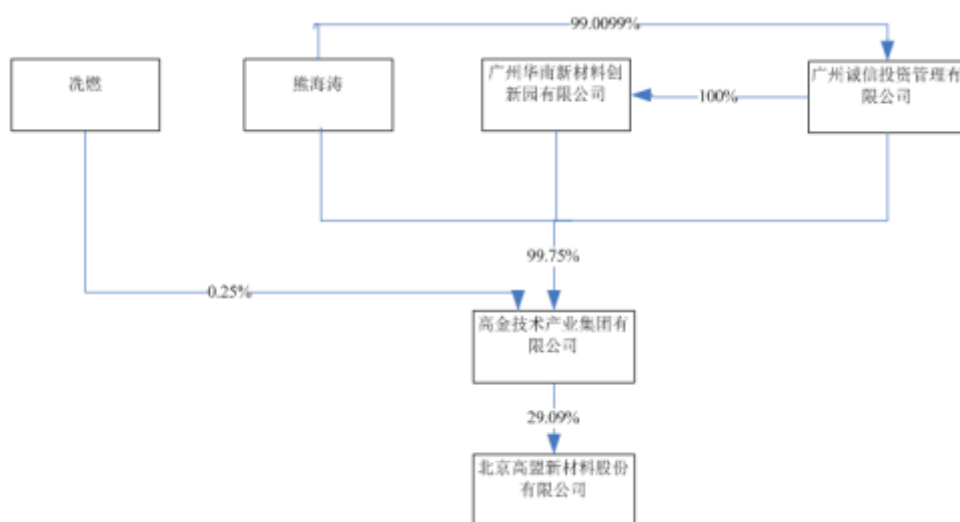 99.0099%
冼燃
熊海涛
广州华南新材料创
新园有限公司
100%
广州诚信投资管理有
限公司
99.75%
0.25%
高金技术产业集团有
限公司
29.09%
北京高盟新材料股份
有限公司